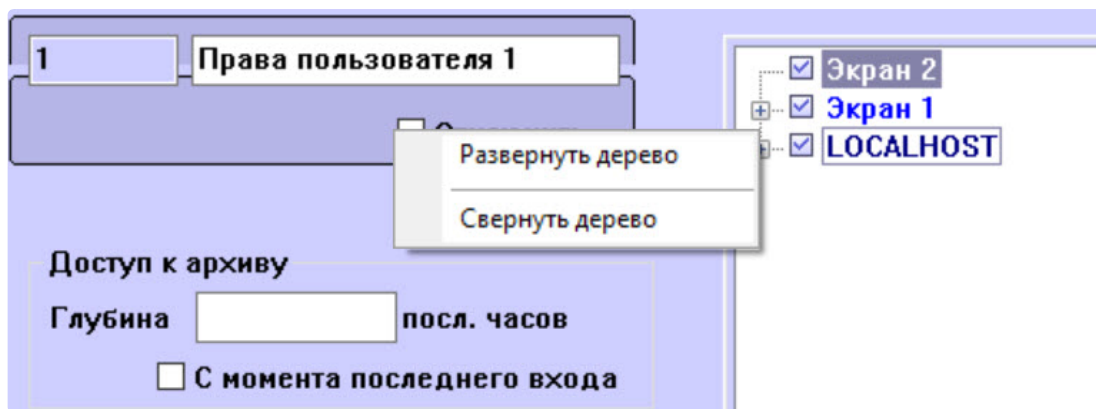 1
Права пользователя 1
Развернуть дерево
Свернуть дерево
Доступ к архиву
Глубина посл. часов
С момента последнего входа
Экран 2
Экран 1
LOCALHOST